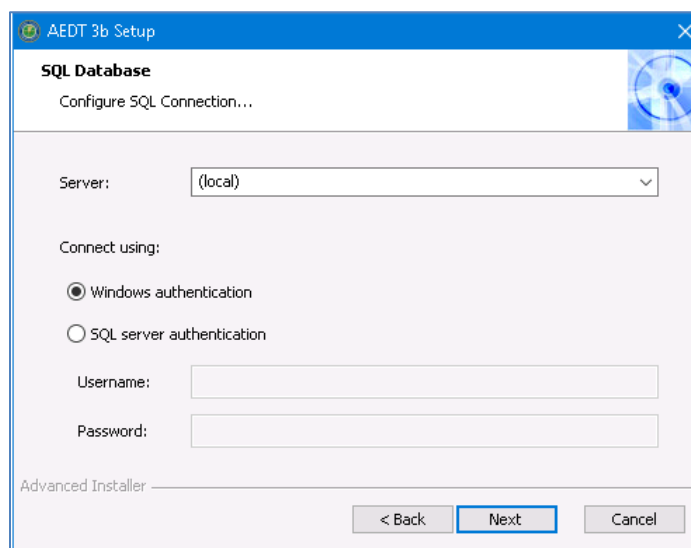 AEDT 3b Setup
SQL Database
Configure SQL Connection...
Server: (local)
Connect using:
Windows authentication
SQL server authentication
Username:
Password:
Advanced Installer
< Back Next Cancel